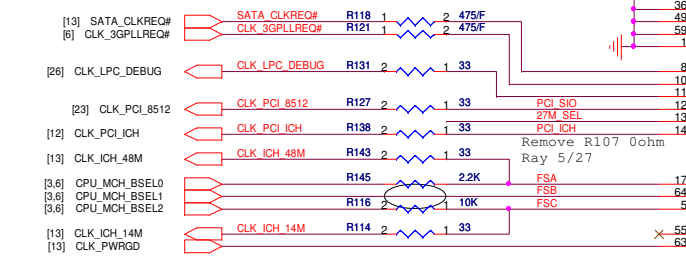 36
[13] SATA_CLKREQ# SATA_CLKREQ# R118 1 2 475/F 49
[6] CLK_3GPLLREQ# CLK_3GPLLREQ# R121 1 2 475/F 59
1
[26] CLK_LPC_DEBUG CLK_LPC_DEBUG R131 2 1 33 8
10
11
[23] CLK_PCI_8512 CLK_PCI_8512 R127 2 1 33 PCI_SIO 12
27M_SEL 13
[12] CLK_PCI_ICH CLK_PCI_ICH R138 2 1 33 PCI_ICH 14
Remove R107 0ohm
[13] CLK_ICH_48M CLK_ICH_48M R143 2 1 33 Ray 5/27
[3,6] CPU_MCH_BSEL0 R145 2.2K FSA 17
[3,6] CPU_MCH_BSEL1 FSB 64
[3,6] CPU_MCH_BSEL2 R116 2 1 10K FSC 5
[13] CLK_ICH_14M CLK_ICH_14M R114 2 1 33 55
[13] CLK_PWRGD 63